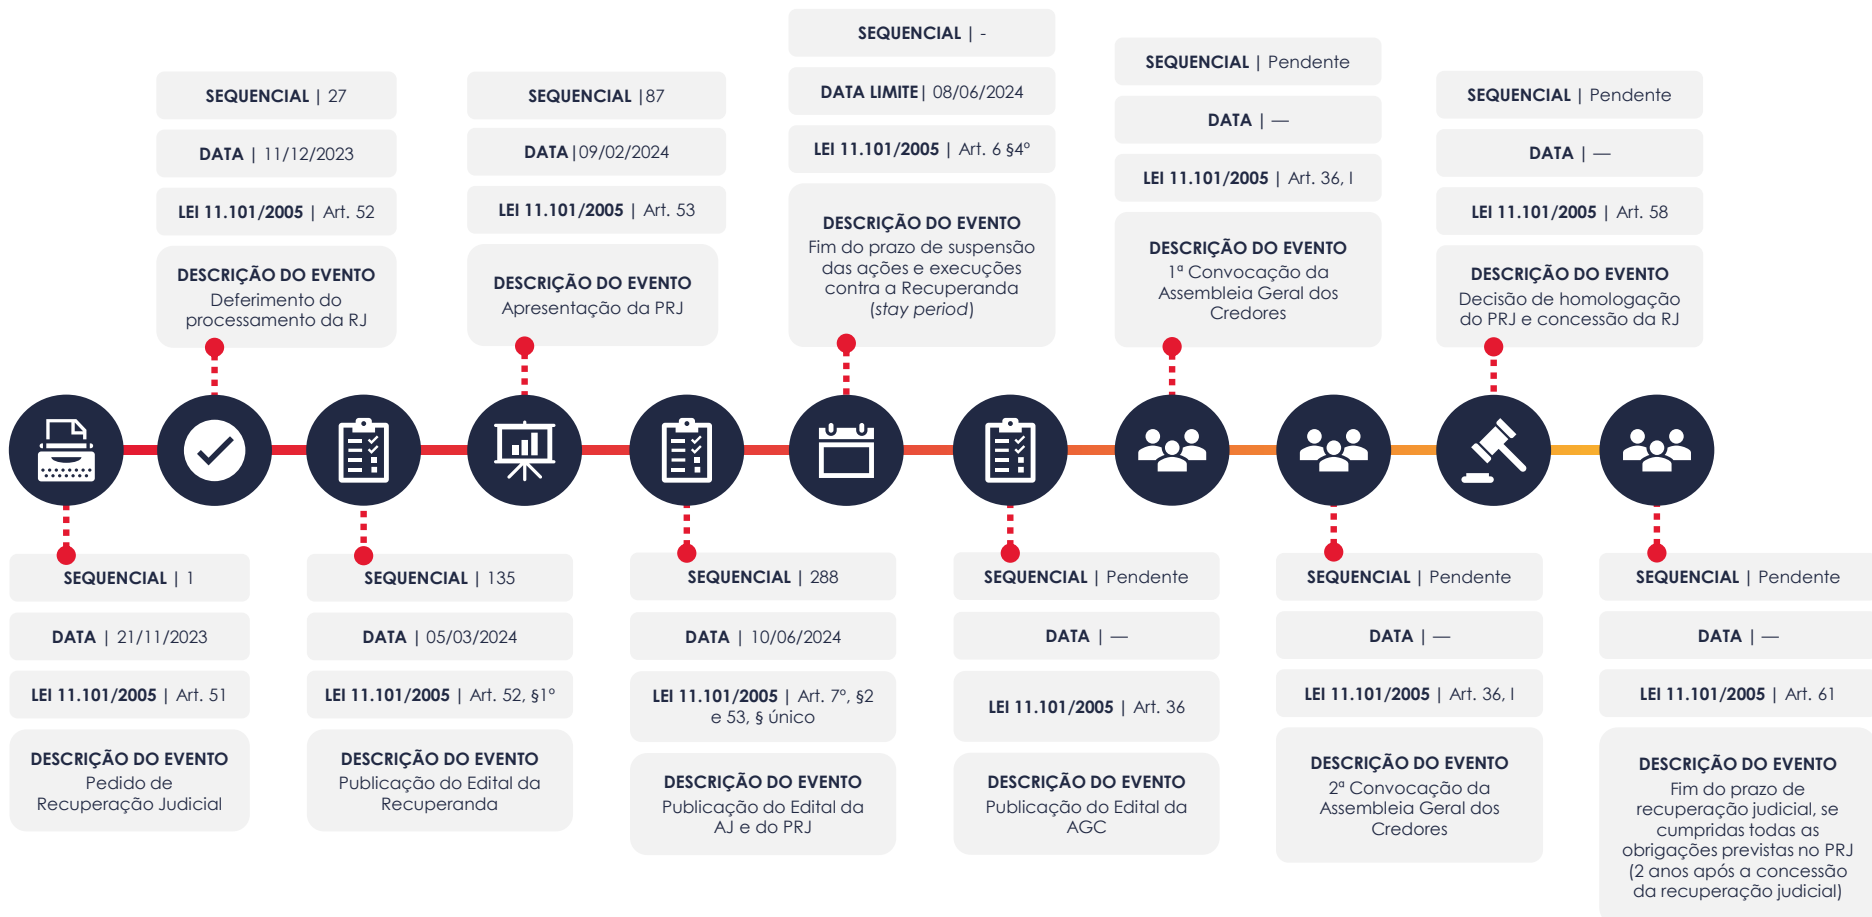 SEQUENCIAL | 1
DATA | 21/11/2023
LEI 11.101/2005 | Art. 51
DESCRIÇÃO DO EVENTO
Pedido de
Recuperação Judicial
SEQUENCIAL | 27
DATA | 11/12/2023
LEI 11.101/2005 | Art. 52
DESCRIÇÃO DO EVENTO
Deferimento do
processamento da RJ
SEQUENCIAL | 135
DATA | 05/03/2024
LEI 11.101/2005 | Art. 52, §1º
DESCRIÇÃO DO EVENTO
Publicação do Edital da
Recuperanda
SEQUENCIAL |87
DATA |09/02/2024
LEI 11.101/2005 | Art. 53
DESCRIÇÃO DO EVENTO
Apresentação da PRJ
SEQUENCIAL | 288
DATA | 10/06/2024
LEI 11.101/2005 | Art. 7º, §2
e 53, § único
DESCRIÇÃO DO EVENTO
Publicação do Edital da
AJ e do PRJ
SEQUENCIAL | -
DATA LIMITE| 08/06/2024
LEI 11.101/2005 | Art. 6 §4º
DESCRIÇÃO DO EVENTO
Fim do prazo de suspensão
das ações e execuções
contra a Recuperanda
(stay period)
SEQUENCIAL | Pendente
DATA | —
LEI 11.101/2005 | Art. 36
DESCRIÇÃO DO EVENTO
Publicação do Edital da
AGC
SEQUENCIAL | Pendente
DATA | —
LEI 11.101/2005 | Art. 36, I
DESCRIÇÃO DO EVENTO
1ª Convocação da
Assembleia Geral dos
Credores
SEQUENCIAL | Pendente
DATA | —
LEI 11.101/2005 | Art. 36, I
DESCRIÇÃO DO EVENTO
2ª Convocação da
Assembleia Geral dos
Credores
SEQUENCIAL | Pendente
DATA | —
LEI 11.101/2005 | Art. 58
DESCRIÇÃO DO EVENTO
Decisão de homologação
do PRJ e concessão da RJ
SEQUENCIAL | Pendente
DATA | —
LEI 11.101/2005 | Art. 61
DESCRIÇÃO DO EVENTO
Fim do prazo de
recuperação judicial, se
cumpridas todas as
obrigações previstas no PRJ
(2 anos após a concessão
da recuperação judicial)